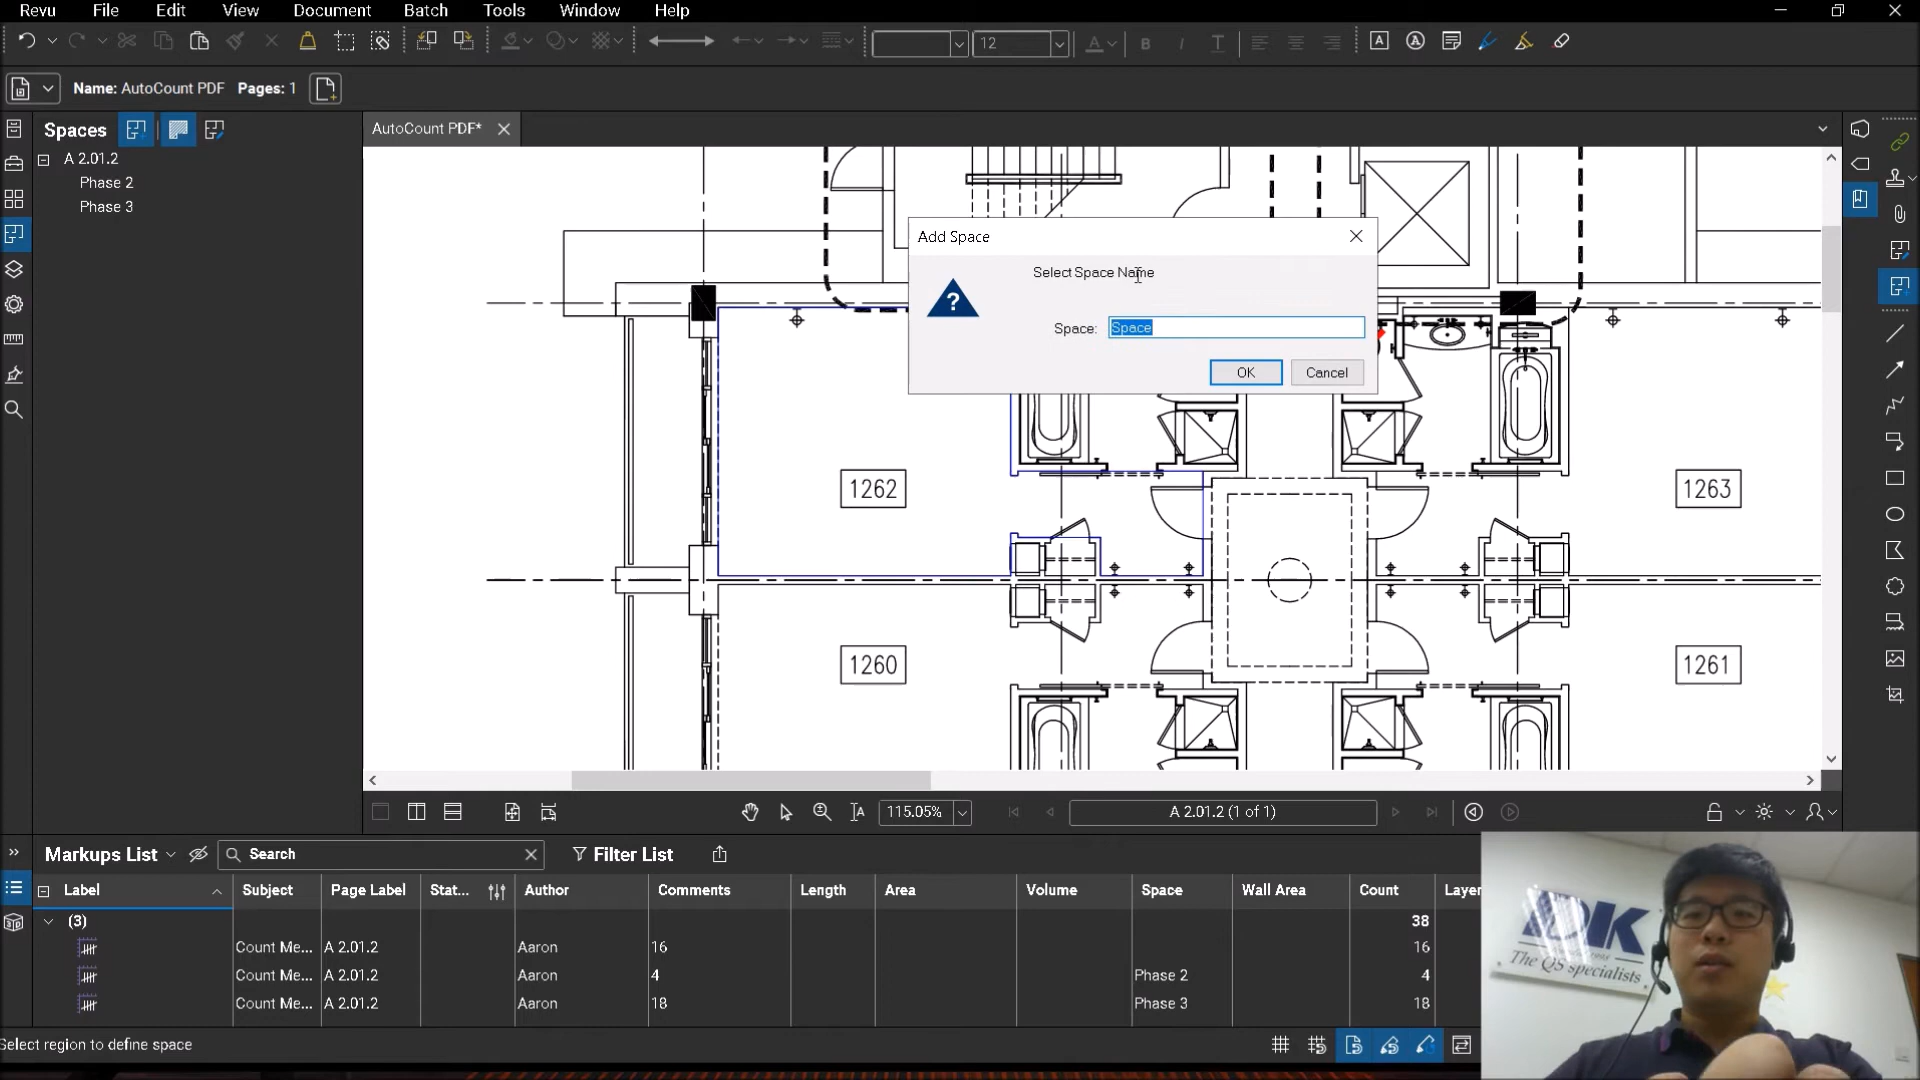 Revu File Edit View Document Batch Tools Window Help
12
Name: AutoCount PDF Pages: 1
Spaces
AutoCount PDF*
A 2.01.2
Phase 2
Phase 3
Add Space
Select Space Name
Space: Space
OK Cancel
1262
1263
1260
1261
115.05%
A 2.01.2 (1 of 1)
Markups List Search Filter List
Label Subject Page Label Stat... Author Comments Length Area Volume Space Wall Area Count Layer
(3) 38
Count Me... A 2.01.2 Aaron 16 16
Count Me... A 2.01.2 Aaron 4 Phase 2 4
Count Me... A 2.01.2 Aaron 18 Phase 3 18
Select region to define space
DK
The QS specialists